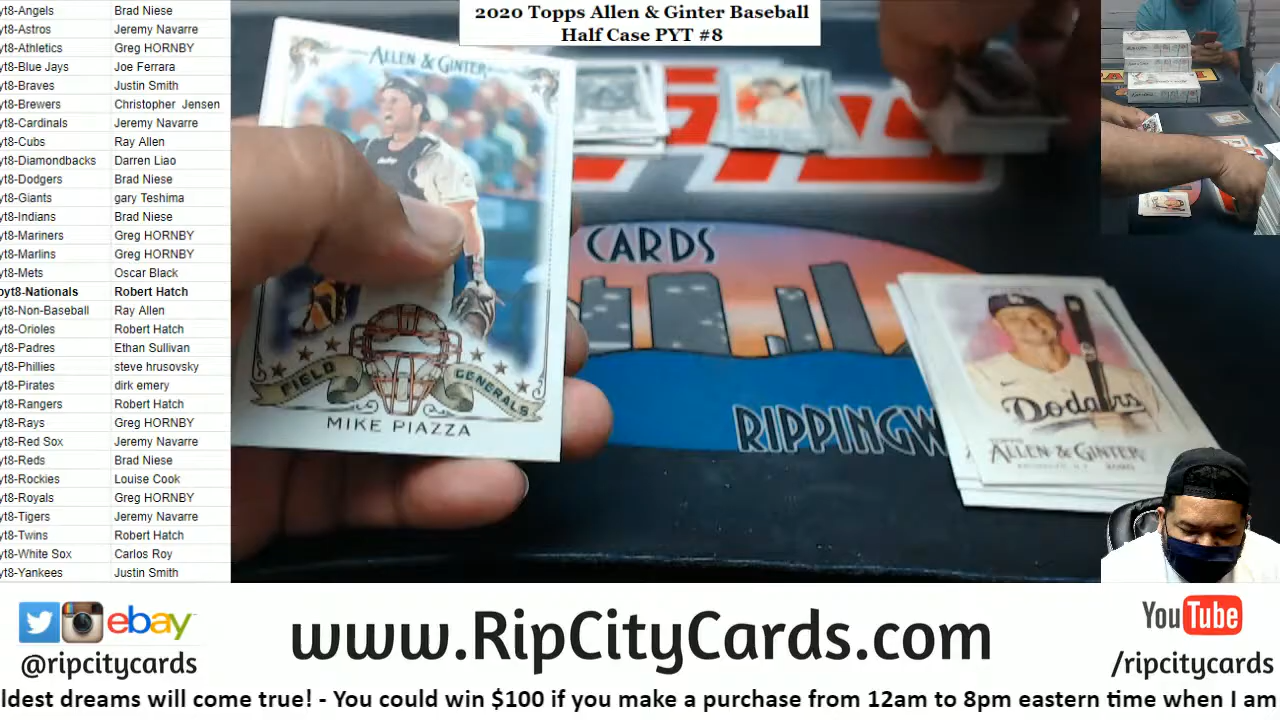 2020 Topps Allen & Ginter Baseball
Half Case PYT #8
yt8-Angels Brad Niese
yt8-Astros Jeremy Navarre
yt8-Athletics Greg HORNBY
yt8-Blue Jays Joe Ferrara
yt8-Braves Justin Smith
yt8-Brewers Christopher Jensen
yt8-Cardinals Jeremy Navarre
yt8-Cubs Ray Allen
yt8-Diamondbacks Darren Liao
yt8-Dodgers Brad Niese
yt8-Giants gary Teshima
yt8-Indians Brad Niese
yt8-Mariners Greg HORNBY
yt8-Marlins Greg HORNBY
yt8-Mets Oscar Black
pyt8-Nationals Robert Hatch
yt8-Non-Baseball Ray Allen
yt8-Orioles Robert Hatch
yt8-Padres Ethan Sullivan
yt8-Phillies steve hrusovsky
yt8-Pirates dirk emery
yt8-Rangers Robert Hatch
yt8-Rays Greg HORNBY
yt8-Red Sox Jeremy Navarre
yt8-Reds Brad Niese
yt8-Rockies Louise Cook
yt8-Royals Greg HORNBY
yt8-Tigers Jeremy Navarre
yt8-Twins Robert Hatch
yt8-White Sox Carlos Roy
yt8-Yankees Justin Smith
ALLEN & GINTER
FIELD GENERALS
MIKE PIAZZA
CARDS
RIPPINGW
Dodgers
TOPPS
ALLEN & GINTER
ebay
@ripcitycards
www.RipCityCards.com
YouTube
/ripcitycards
ldest dreams will come true! - You could win $100 if you make a purchase from 12am to 8pm eastern time when I am